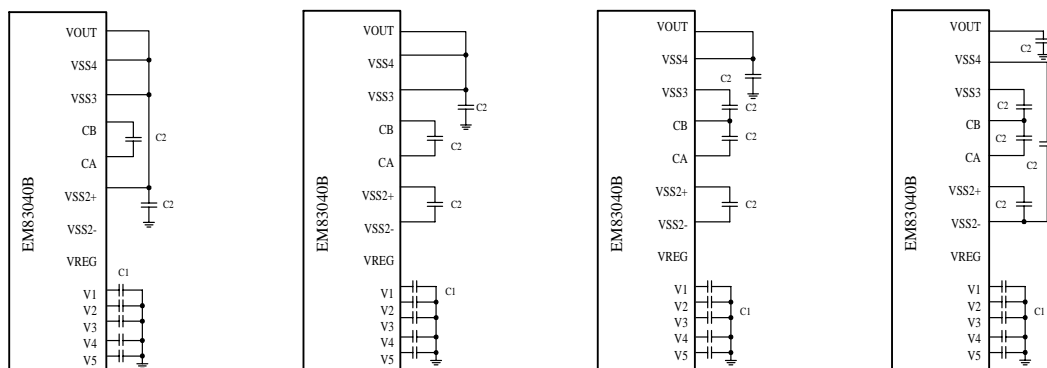 VOUT
VSS4
VSS3
CB
C2
CA
VSS2+
C2
VSS2-
VREG
C1
V1
V2
V3
V4
V5
EM83040B
VOUT
VSS4
VSS3
C2
CB
C2
CA
VSS2+
C2
VSS2-
VREG
V1
C1
V2
V3
V4
V5
EM83040B
VOUT
VSS4
C2
VSS3
C2
CB
C2
CA
VSS2+
C2
VSS2-
VREG
V1
V2
C1
V3
V4
V5
EM83040B
VOUT
C2
VSS4
VSS3
C2
CB
C2
CA
C2
VSS2+
C2
VSS2-
VREG
V1
V2
C1
V3
V4
V5
EM83040B